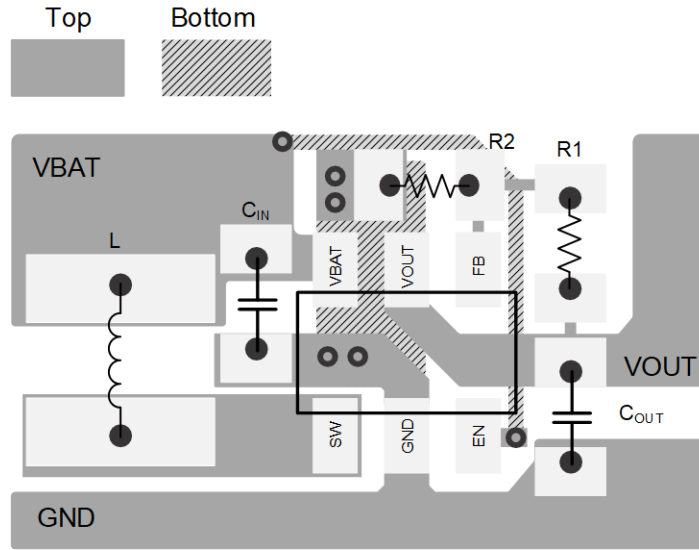 Top
Bottom
VBAT
R2
R1
CIN
L
VBAT
VOUT
FB
VOUT
COUT
SW
GND
EN
GND